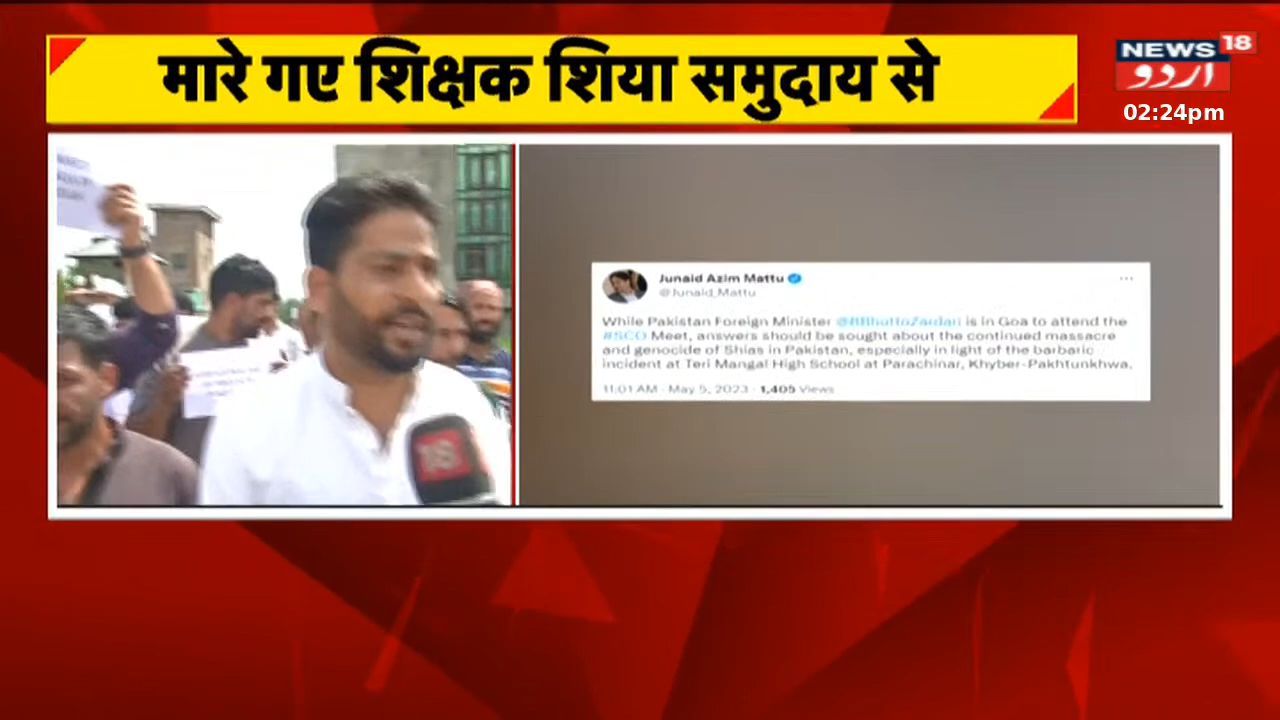 मारे गए शिक्षक शिया समुदाय से
NEWS 18
اردو
02:24pm
18
Junaid Azim Mattu
@Junaid_Mattu
While Pakistan Foreign Minister @BBhuttoZardari is in Goa to attend the
#SCO Meet, answers should be sought about the continued massacre
and genocide of Shias in Pakistan, especially in light of the barbaric
incident at Teri Mangal High School at Parachinar, Khyber-Pakhtunkhwa.
11:01 AM · May 5, 2023 · 1,405 Views